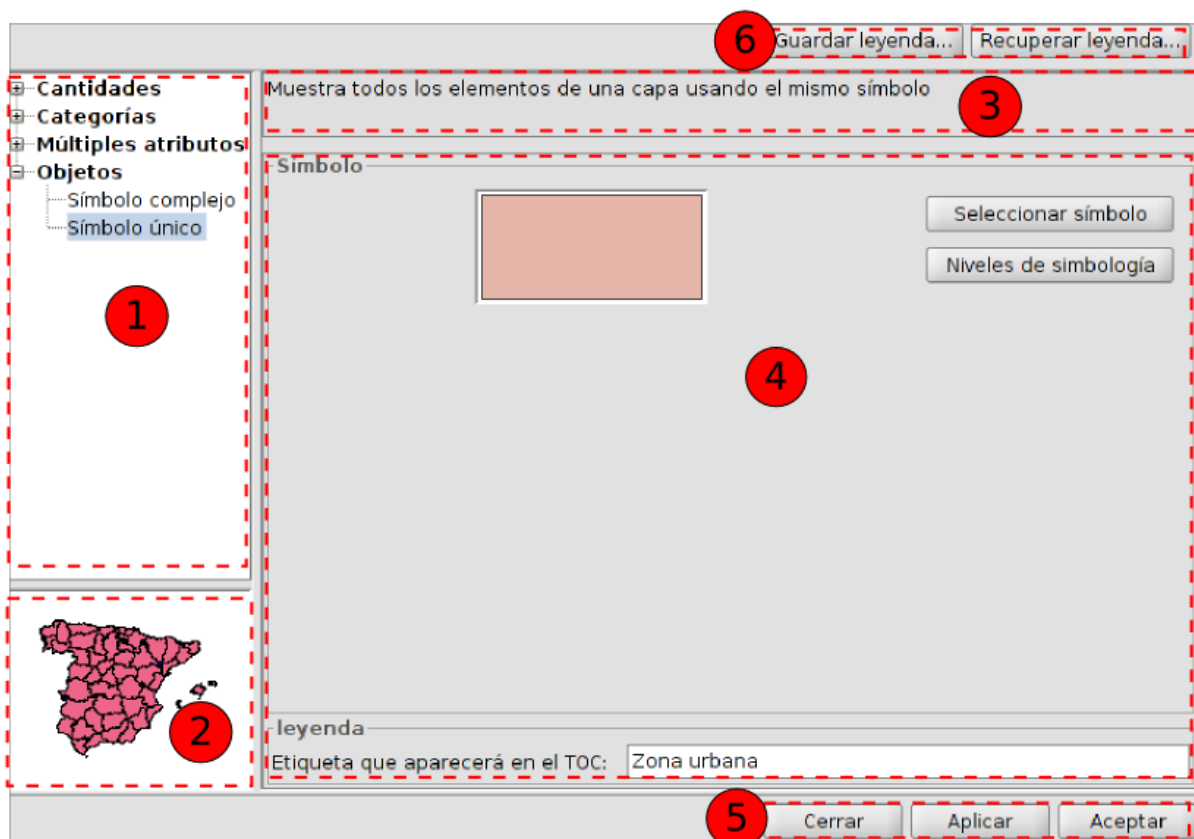 6
Guardar leyenda...
Recuperar leyenda...
Cantidades
Categorías
Múltiples atributos
Objetos
Símbolo complejo
Símbolo único
1
2
Muestra todos los elementos de una capa usando el mismo símbolo
3
Símbolo
Seleccionar símbolo
Niveles de simbología
4
leyenda
Etiqueta que aparecerá en el TOC: Zona urbana
5
Cerrar
Aplicar
Aceptar